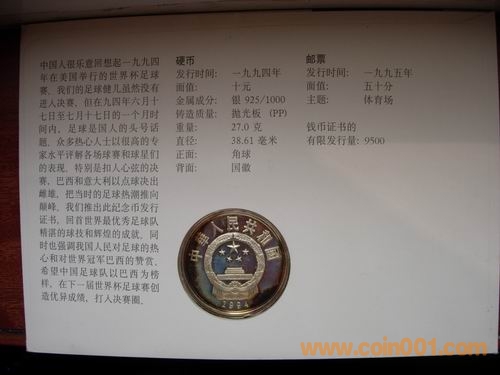 中国人很乐意回想起一九九四
年在美国举行的世界杯足球
赛，我们的足球健儿虽然没有
进入决赛，但在九四年六月十
七日至七月十七日的一个月时
间内，足球是国人的头号话
题，众多热心人士以很高的专
家水平评解各场球赛和球星们
的表现，特别是扣人心弦的决
赛，巴西和意大利以点球决出
雌雄，把当时的足球热潮推向
颠峰。我们推出此纪念币发行
证书，回首世界最优秀足球队
精湛的球技和辉煌的成就，同
时也强调我国人民对足球的热
心和对世界冠军巴西的赞赏，
希望中国足球队以巴西为榜
样，在下一届世界杯足球赛创
造优异成绩，打入决赛圈。
硬币
发行时间: 一九九四年
面值: 十元
金属成分: 银 925/1000
铸造质量: 抛光板 (PP)
重量: 27.0 克
直径: 38.61 毫米
正面: 角球
背面: 国徽
邮票
发行时间: 一九九五年
面值: 五十分
主题: 体育场
钱币证书的
有限发行量: 9500
中华人民共和国
1994
www.coin001.com